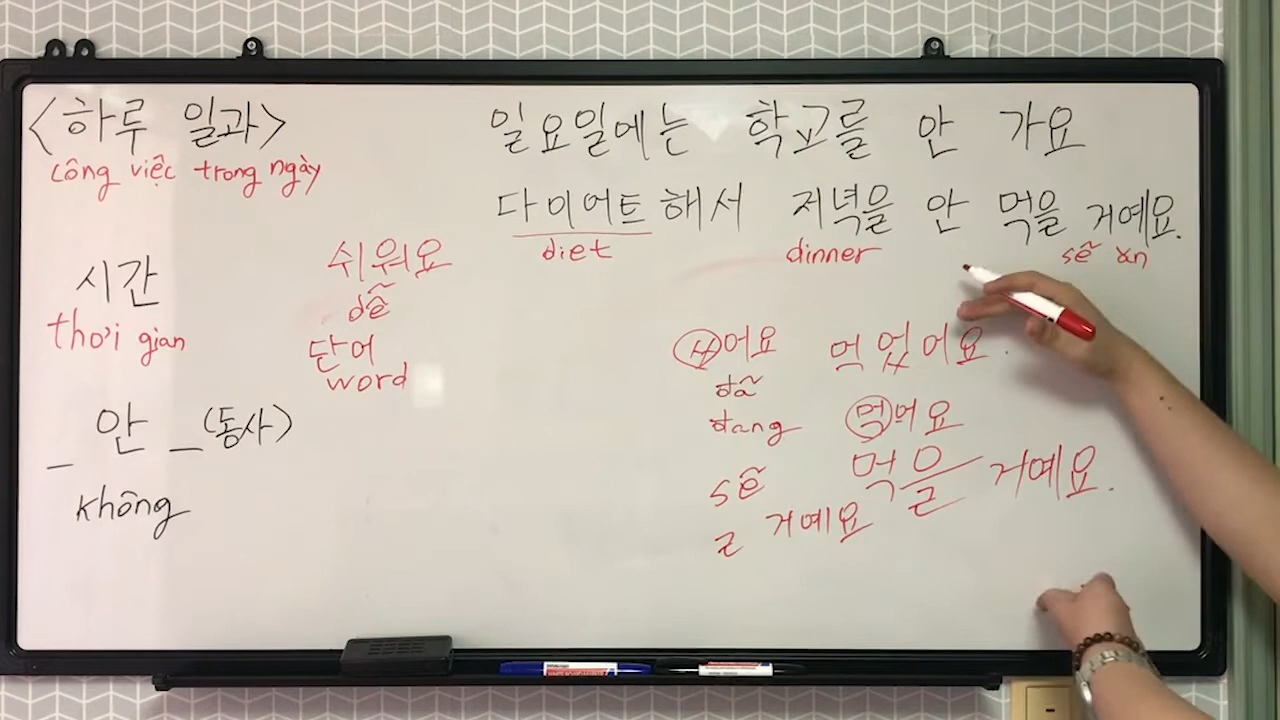 <하루 일과>
công việc trong ngày
시간
thời gian
쉬워요
dễ
단어
word
_ 안 _ (동사)
không
일요일에는 학교를 안 가요
다이어트 해서 저녁을 안 먹을 거예요.
diet dinner sẽ ăn
ㅆ어요 먹었어요.
đã
đang 먹어요
sẽ 먹을 거예요.
ㄹ 거예요 ㄹ